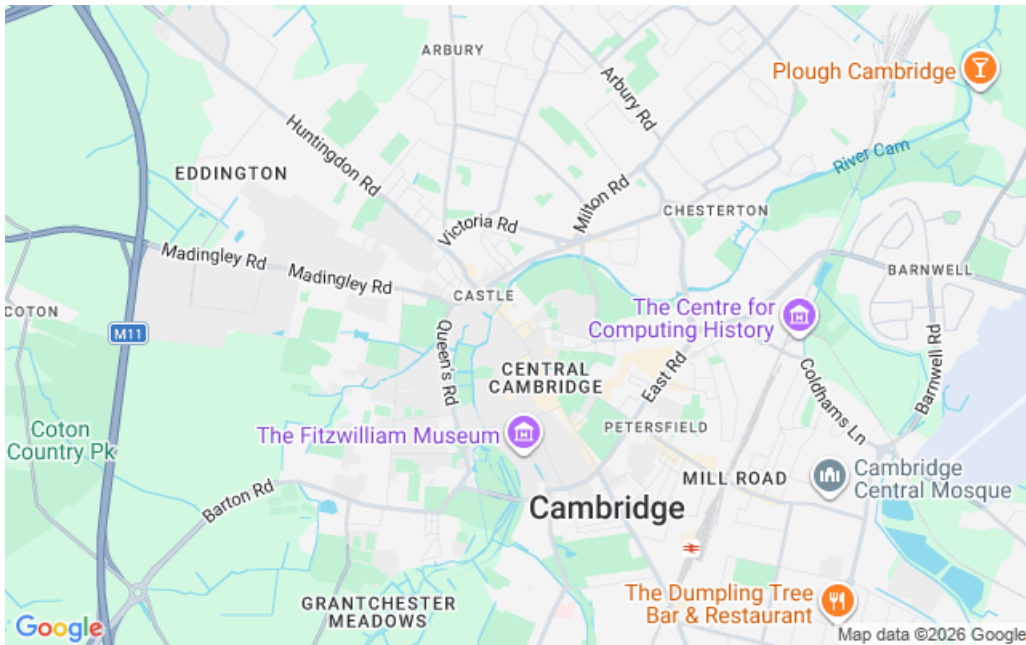 ARBURY
Plough Cambridge
Arbury Rd
Huntingdon Rd
River Cam
EDDINGTON
Milton Rd
CHESTERTON
Victoria Rd
Madingley Rd
Madingley Rd
BARNWELL
CASTLE
COTON
The Centre for
Computing History
M11
Queen's Rd
Barnwell Rd
CENTRAL
CAMBRIDGE
East Rd
Coldhams Ln
Coton
Country Pk
The Fitzwilliam Museum
PETERSFIELD
MILL ROAD
Cambridge
Central Mosque
Barton Rd
Cambridge
GRANTCHESTER
MEADOWS
The Dumpling Tree
Bar & Restaurant
Google
Map data ©2026 Google